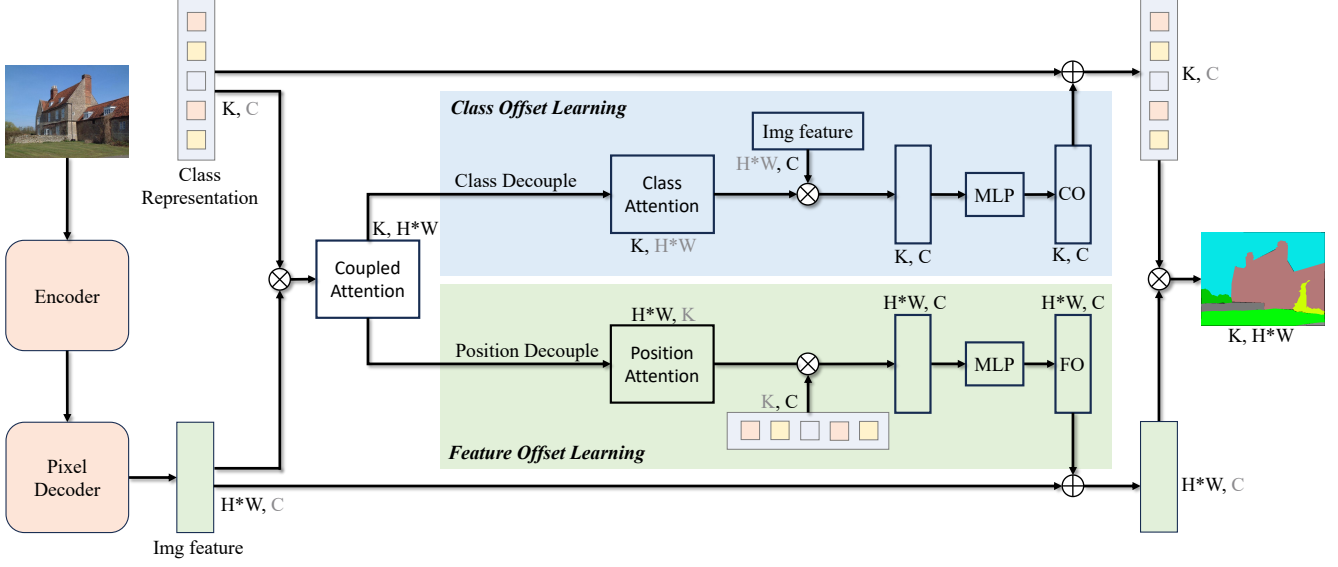 K, C
Class
Representation
Encoder
Pixel
Decoder
H*W, C
Img feature
Coupled
Attention
K, H*W
Class Offset Learning
Class Decouple
Class
Attention
K, H*W
Img feature
H*W, C
K, C
MLP
CO
K, C
Position Decouple
H*W, K
Position
Attention
K, C
H*W, C
MLP
H*W, C
FO
Feature Offset Learning
K, C
K, H*W
H*W, C